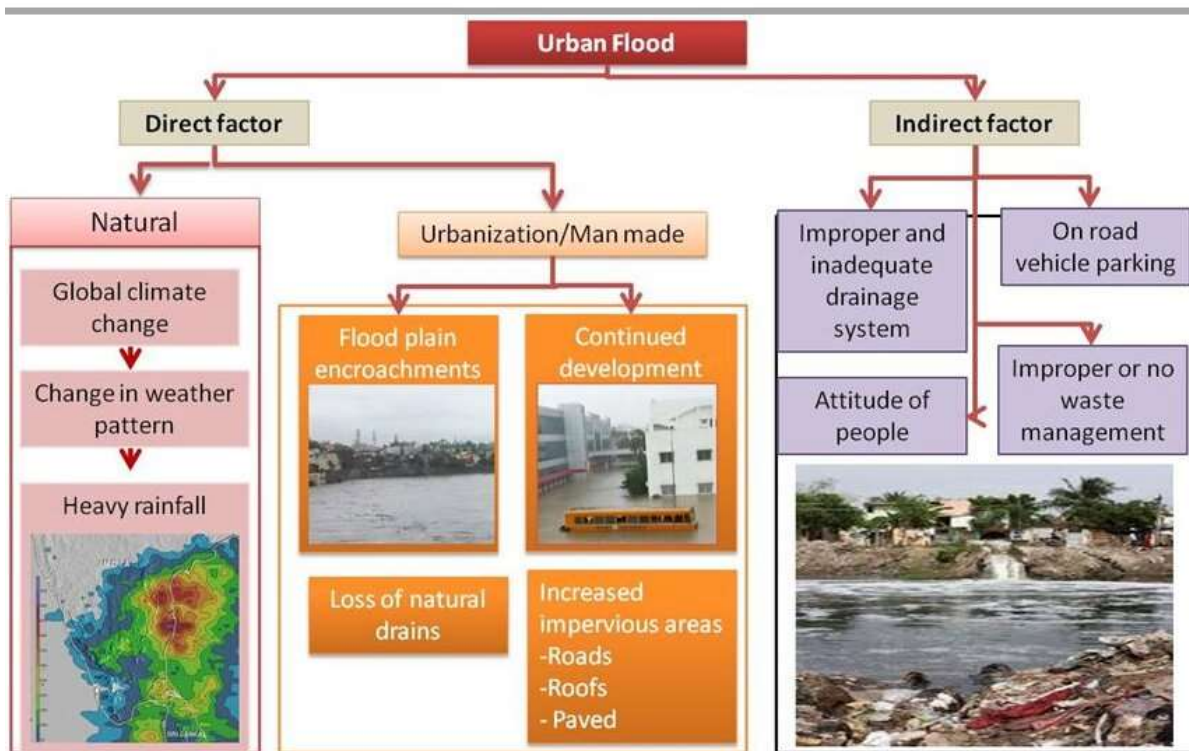 Urban Flood
Direct factor
Indirect factor
Natural
Global climate
change
Change in weather
pattern
Heavy rainfall
Urbanization/Man made
Flood plain
encroachments
Continued
development
Loss of natural
drains
Increased
impervious areas
-Roads
-Roofs
- Paved
Improper and
inadequate
drainage
system
On road
vehicle parking
Attitude of
people
Improper or no
waste
management